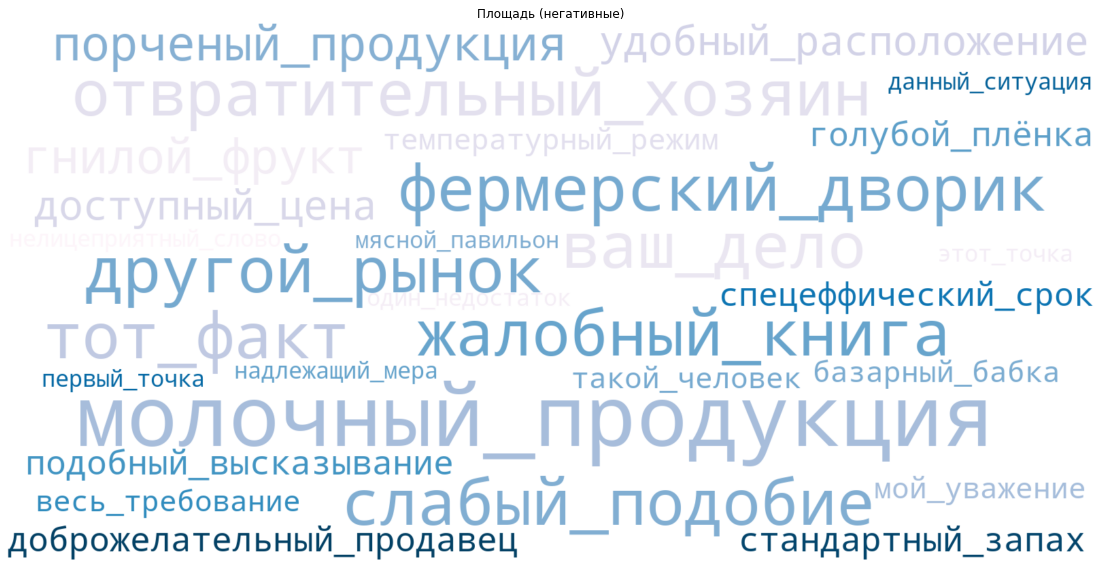 Площадь (негативные)
порченый_продукция удобный_расположение
отвратительный_хозяин данный_ситуация
температурный_режим голубой_плёнка
гнилой_фрукт
доступный_цена фермерский_дворик
нелицеприятный_слово мясной_павильон ваш_дело этот_точка
другой_рынок
один_недостаток спецеффический_срок
тот_факт жалобный_книга
первый_точка надлежащий_мера такой_человек базарный_бабка
молочный_продукция
подобный_высказывание
весь_требование слабый_подобие мой_уважение
доброжелательный_продавец стандартный_запах